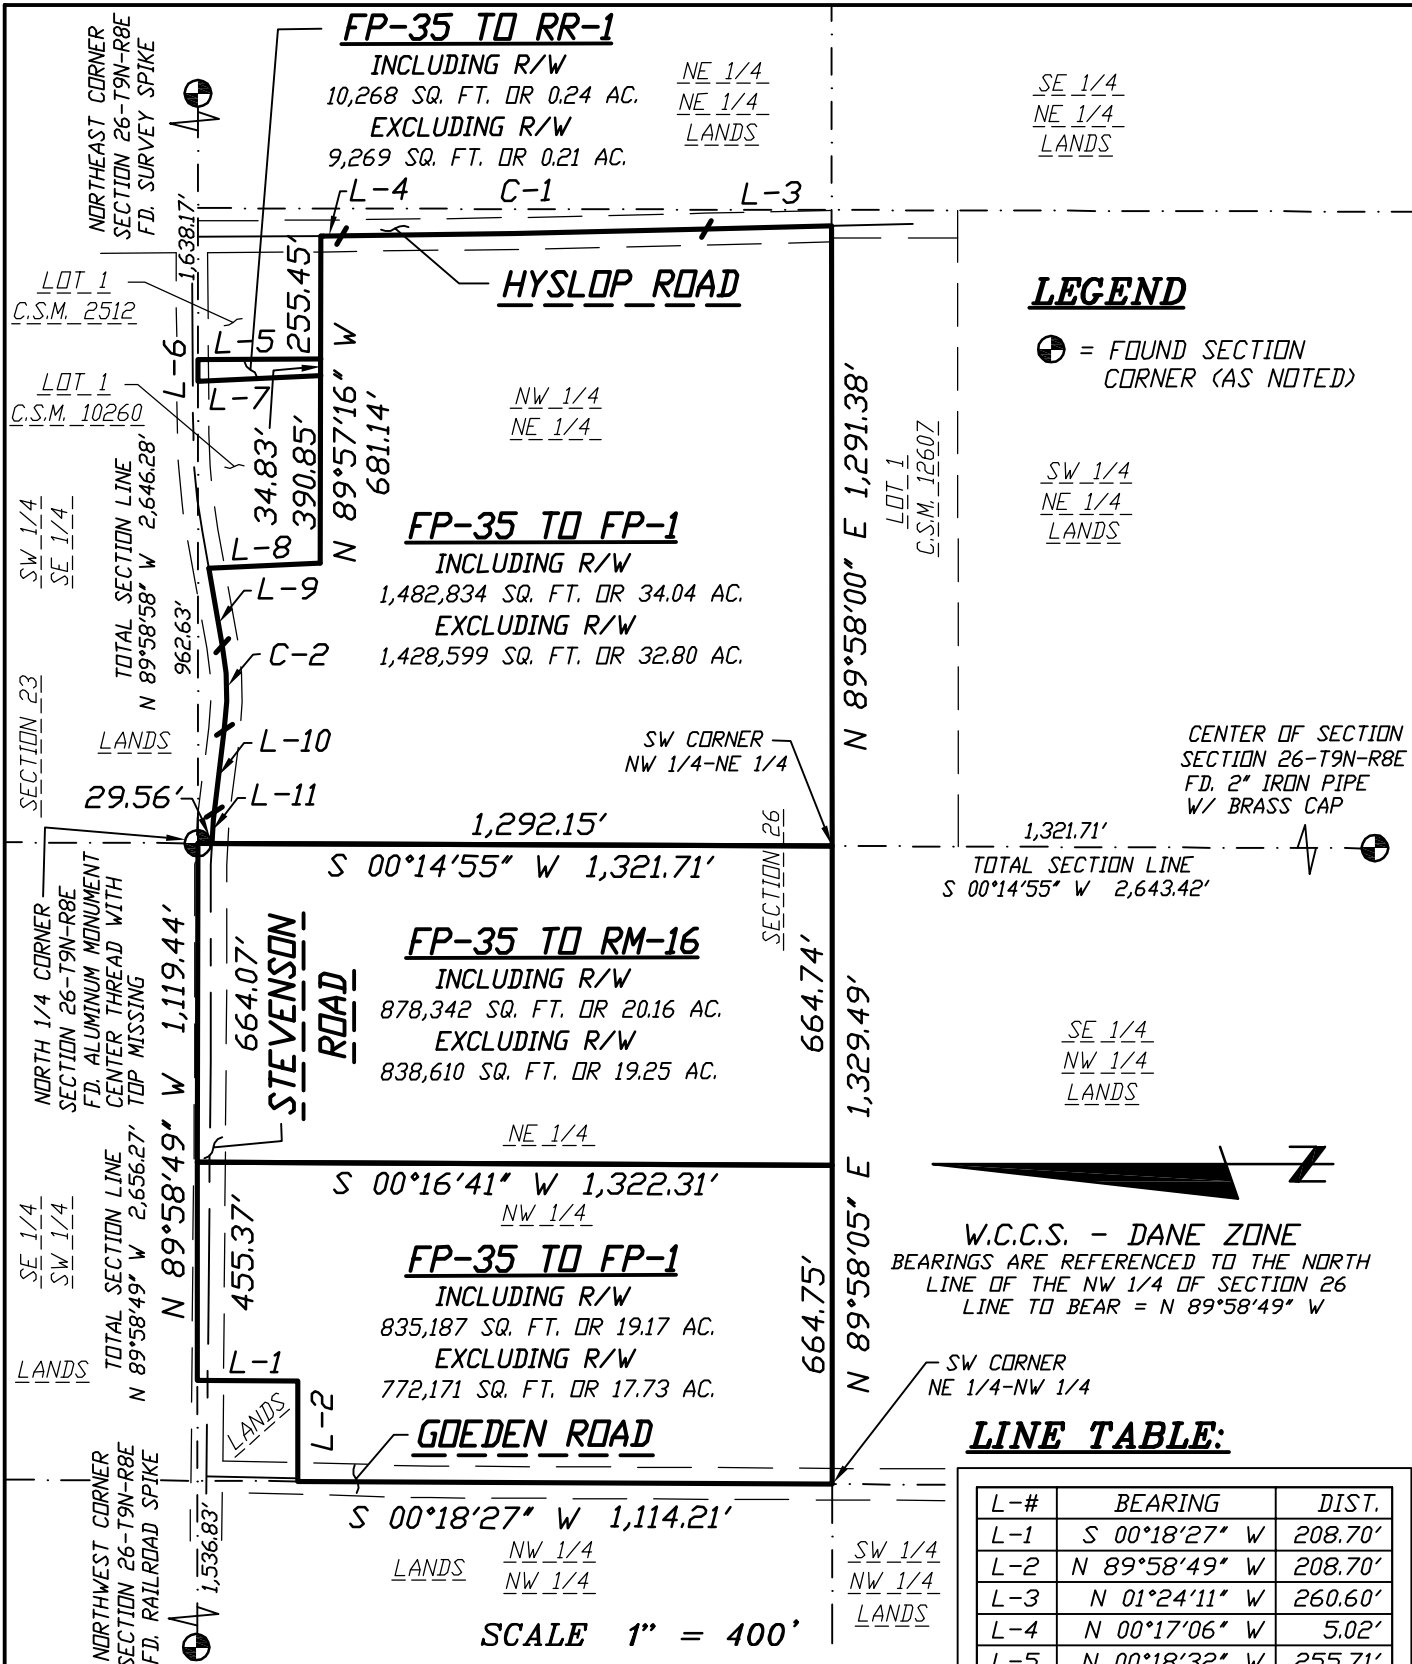 FP-35 TO RR-1
INCLUDING R/W
10,268 SQ. FT. OR 0.24 AC.
EXCLUDING R/W
9,269 SQ. FT. OR 0.21 AC.
NORTHEAST CORNER
SECTION 26-T9N-R8E
FD. SURVEY SPIKE
NE 1/4
NE 1/4
LANDS
SE 1/4
NE 1/4
LANDS
L-4
C-1
L-3
1,638.17'
255.45'
HYSLOP ROAD
LOT 1
C.S.M. 2512
L-6
L-5
L-7
LOT 1
C.S.M. 10260
34.83'
390.85'
N 89°57'16" W
681.14'
NW 1/4
NE 1/4
LEGEND
= FOUND SECTION
CORNER (AS NOTED)
N 89°58'00" E 1,291.38'
LOT 1
C.S.M. 12607
SW 1/4
NE 1/4
LANDS
SW 1/4
SE 1/4
TOTAL SECTION LINE
N 89°58'58" W 2,646.28'
962.63'
FP-35 TO FP-1
INCLUDING R/W
1,482,834 SQ. FT. OR 34.04 AC.
EXCLUDING R/W
1,428,599 SQ. FT. OR 32.80 AC.
L-8
L-9
C-2
L-10
L-11
SECTION 23
LANDS
29.56'
SW CORNER
NW 1/4-NE 1/4
CENTER OF SECTION
SECTION 26-T9N-R8E
FD. 2" IRON PIPE
W/ BRASS CAP
1,292.15'
S 00°14'55" W 1,321.71'
SECTION 26
1,321.71'
TOTAL SECTION LINE
S 00°14'55" W 2,643.42'
NORTH 1/4 CORNER
SECTION 26-T9N-R8E
FD. ALUMINUM MONUMENT
CENTER THREAD WITH
TOP MISSING
N 89°58'49" W 1,119.44'
664.07'
STEVENSON
ROAD
FP-35 TO RM-16
INCLUDING R/W
878,342 SQ. FT. OR 20.16 AC.
EXCLUDING R/W
838,610 SQ. FT. OR 19.25 AC.
664.74'
N 89°58'05" E 1,329.49'
SE 1/4
NW 1/4
LANDS
NE 1/4
S 00°16'41" W 1,322.31'
NW 1/4
N
W.C.C.S. - DANE ZONE
BEARINGS ARE REFERENCED TO THE NORTH
LINE OF THE NW 1/4 OF SECTION 26
LINE TO BEAR = N 89°58'49" W
SE 1/4
SW 1/4
TOTAL SECTION LINE
N 89°58'49" W 2,656.27'
455.37'
FP-35 TO FP-1
INCLUDING R/W
835,187 SQ. FT. OR 19.17 AC.
EXCLUDING R/W
772,171 SQ. FT. OR 17.73 AC.
664.75'
LANDS
L-1
L-2
LANDS
GOEDEN ROAD
SW CORNER
NE 1/4-NW 1/4
NORTHWEST CORNER
SECTION 26-T9N-R8E
FD. RAILROAD SPIKE
1,536.83'
S 00°18'27" W 1,114.21'
LANDS
NW 1/4
NW 1/4
SW 1/4
NW 1/4
LANDS
SCALE 1" = 400'
LINE TABLE:
L-# BEARING DIST.
L-1 S 00°18'27" W 208.70'
L-2 N 89°58'49" W 208.70'
L-3 N 01°24'11" W 260.60'
L-4 N 00°17'06" W 5.02'
L-5 N 00°18'32" W 255.71'